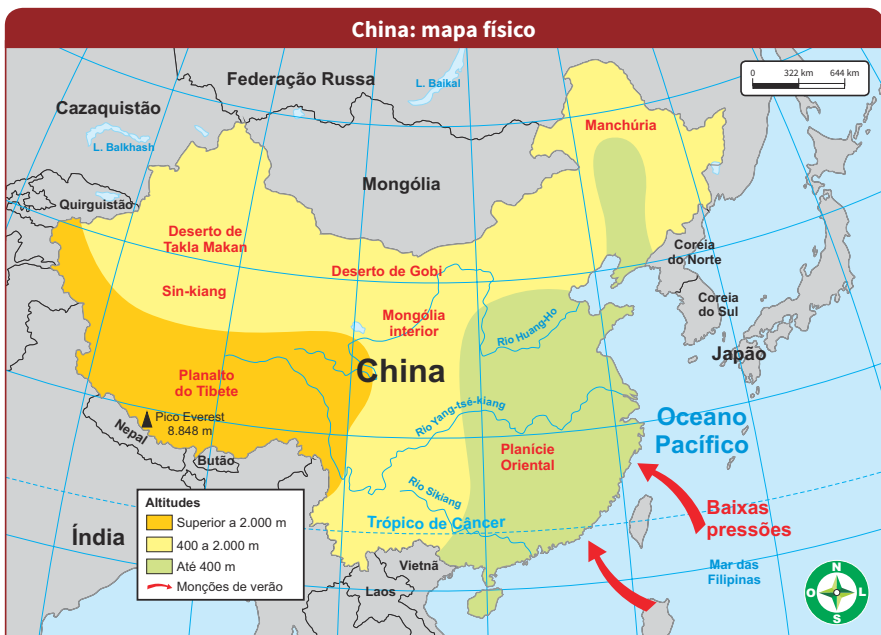 China: mapa físico
Federação Russa
L. Baikal
0 322 km 644 km
Cazaquistão
L. Balkhash
Manchúria
Mongólia
Quirguistão
Deserto de
Takla Makan
Coréia
do Norte
Deserto de Gobi
Sin-kiang
Coreia
do Sul
Mongólia
interior
Rio Huang-Ho
Japão
China
Planalto
do Tibete
Pico Everest
8.848 m
Nepal
Butão
Rio Yang-tsé-kiang
Oceano
Pacífico
Planície
Oriental
Rio Sikiang
Baixas
pressões
Trópico de Câncer
Índia
Altitudes
Superior a 2.000 m
400 a 2.000 m
Até 400 m
Monções de verão
Vietnã
Laos
Mar das
Filipinas
N
O L
S